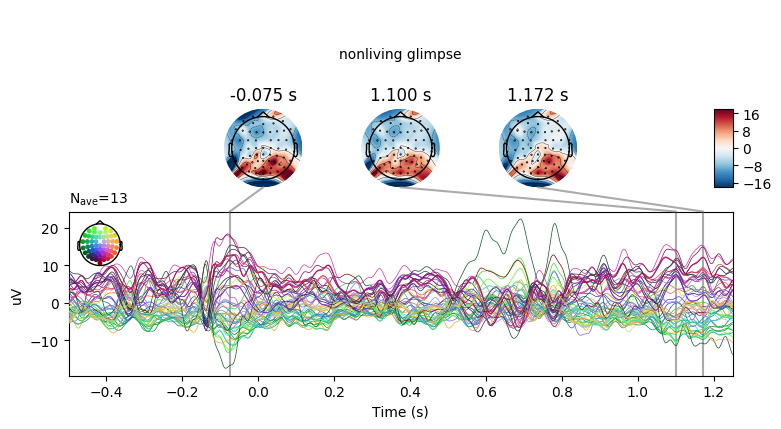 nonliving glimpse
-0.075 s 1.100 s 1.172 s
16
8
0
−8
−16
Nave=13
20
10
0
−10
uV
−0.4 −0.2 0.0 0.2 0.4 0.6 0.8 1.0 1.2
Time (s)